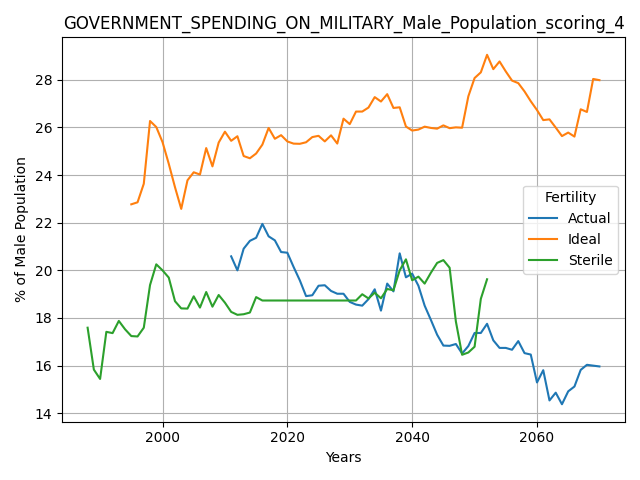 GOVERNMENT_SPENDING_ON_MILITARY_Male_Population_scoring_4
% of Male Population
28
26
24
22
20
18
16
14
Fertility
Actual
Ideal
Sterile
2000 2020 2040 2060
Years